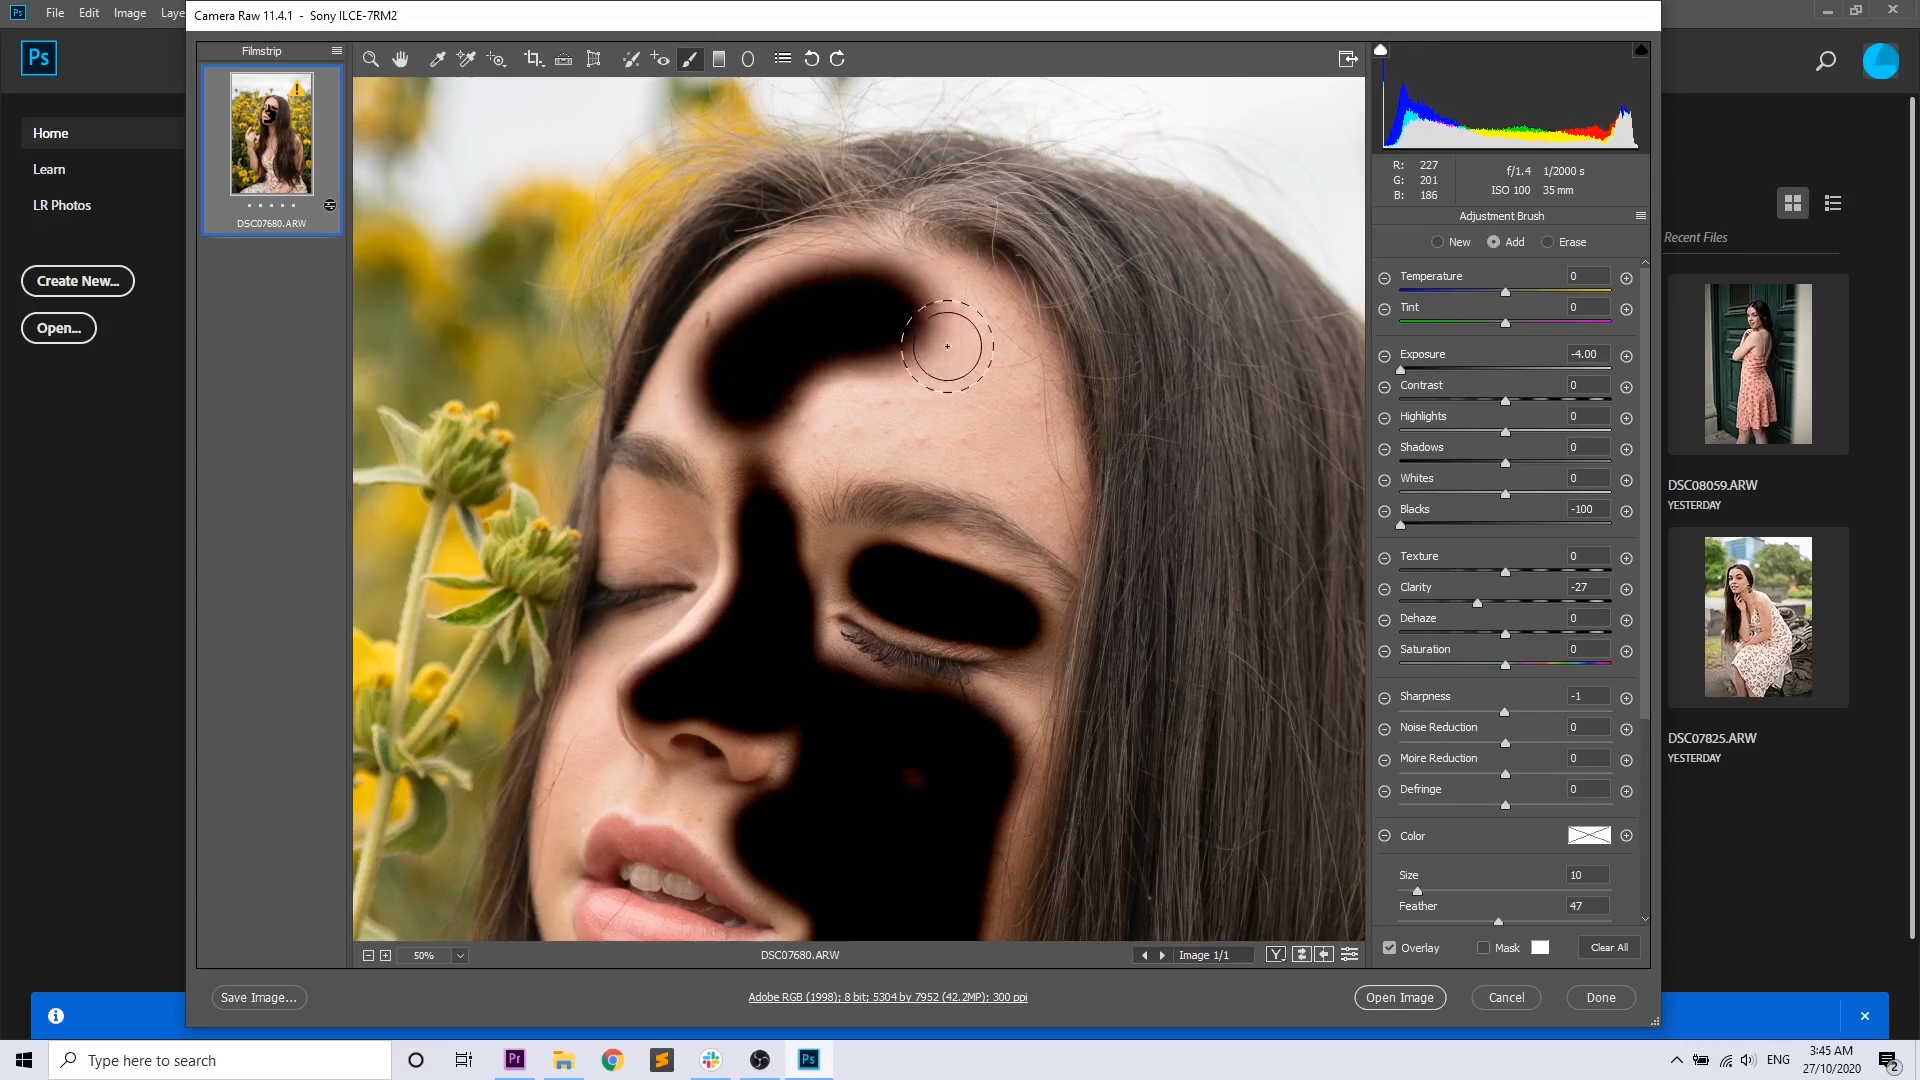 Ps
File Edit Image Laye
Camera Raw 11.4.1 - Sony ILCE-7RM2
Ps
Home
Learn
LR Photos
Create New...
Open...
Filmstrip
DSC07680.ARW
R: 227
G: 201
B: 186
f/1.4 1/2000 s
ISO 100 35 mm
Adjustment Brush
New Add Erase
Temperature 0
Tint 0
Exposure -4.00
Contrast 0
Highlights 0
Shadows 0
Whites 0
Blacks -100
Texture 0
Clarity -27
Dehaze 0
Saturation 0
Sharpness -1
Noise Reduction 0
Moire Reduction 0
Defringe 0
Color
Size 10
Feather 47
Overlay Mask Clear All
50%
DSC07680.ARW
Image 1/1
Y
Save Image...
Adobe RGB (1998); 8 bit; 5304 by 7952 (42.2MP); 300 ppi
Open Image Cancel Done
Recent Files
DSC08059.ARW
YESTERDAY
DSC07825.ARW
YESTERDAY
Type here to search
Pr
Ps
ENG
3:45 AM
27/10/2020
2